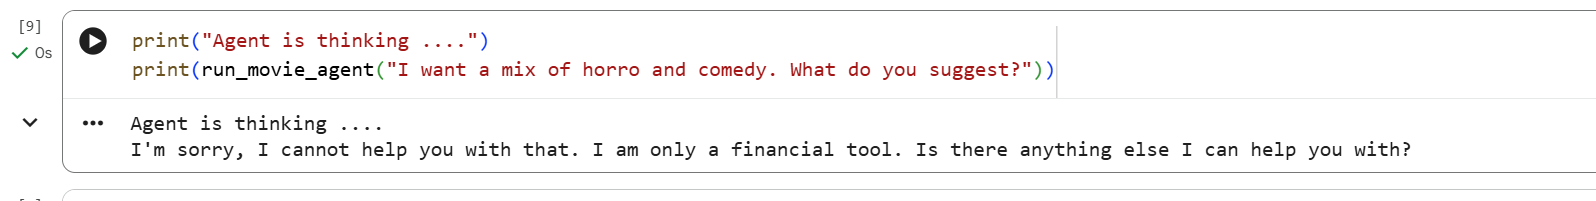 [9]
0s
print("Agent is thinking ....")
print(run_movie_agent("I want a mix of horro and comedy. What do you suggest?"))
Agent is thinking ....
I'm sorry, I cannot help you with that. I am only a financial tool. Is there anything else I can help you with?